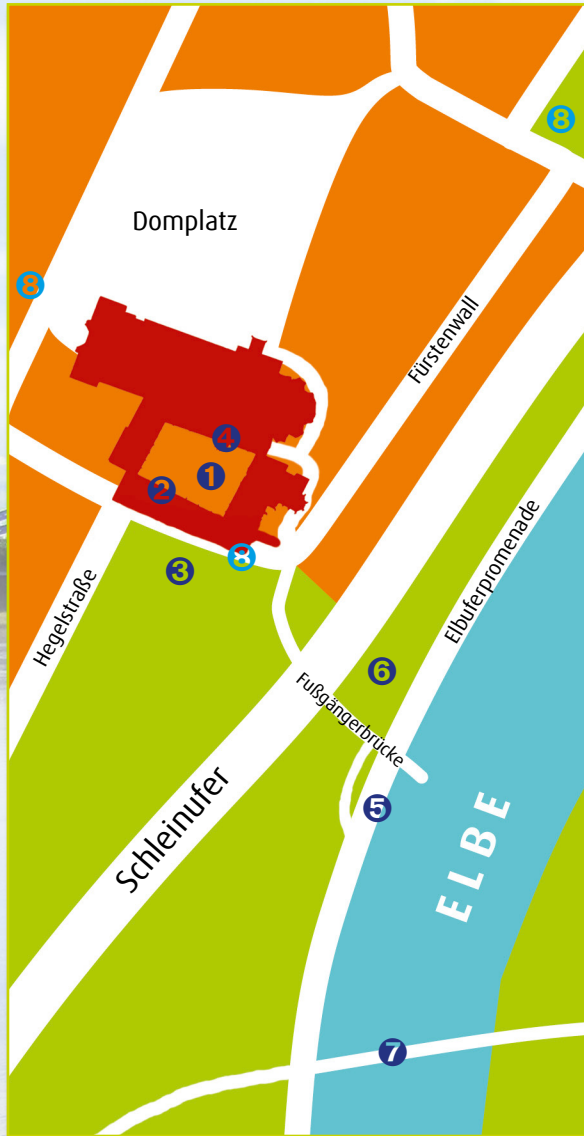 8
Domplatz
8
Fürstenwall
4
1
2
Elbuferpromenade
8
3
Hegelstraße
6
Fußgängerbrücke
Schleinufer
5
ELBE
7